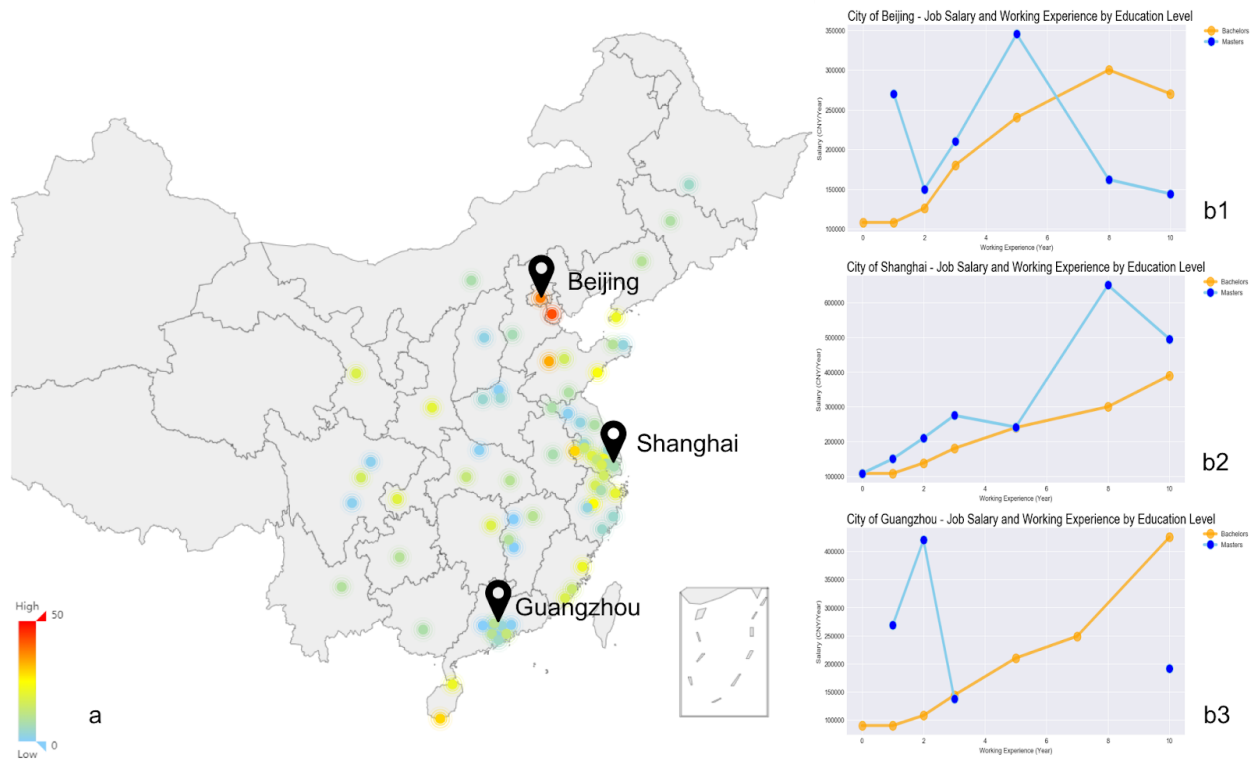 Beijing
Shanghai
Guangzhou
High
50
0
Low
a
City of Beijing - Job Salary and Working Experience by Education Level
Bachelors
Masters
350000
300000
250000
200000
150000
100000
Salary (CNY/Year)
0 2 4 6 8 10
Working Experience (Year)
b1
City of Shanghai - Job Salary and Working Experience by Education Level
Bachelors
Masters
600000
500000
400000
300000
200000
100000
Salary (CNY/Year)
0 2 4 6 8 10
Working Experience (Year)
b2
City of Guangzhou - Job Salary and Working Experience by Education Level
Bachelors
Masters
400000
350000
300000
250000
200000
150000
100000
Salary (CNY/Year)
0 2 4 6 8 10
Working Experience (Year)
b3